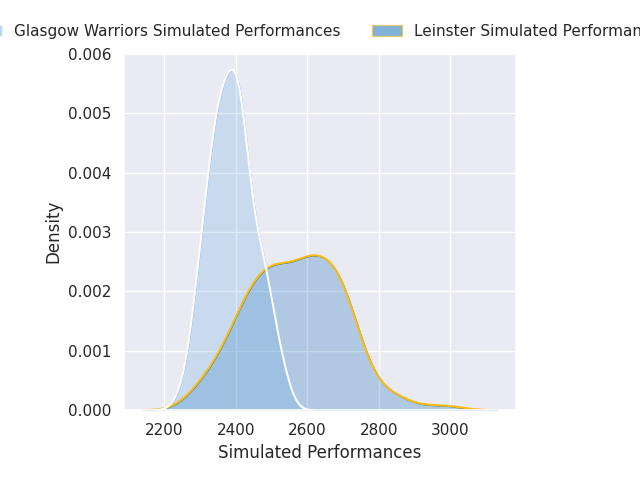 Glasgow Warriors Simulated Performances
Leinster Simulated
0.006
0.005
0.004
0.003
0.002
0.001
0.000
Density
2200 2400 2600 2800 3000
Simulated Performances